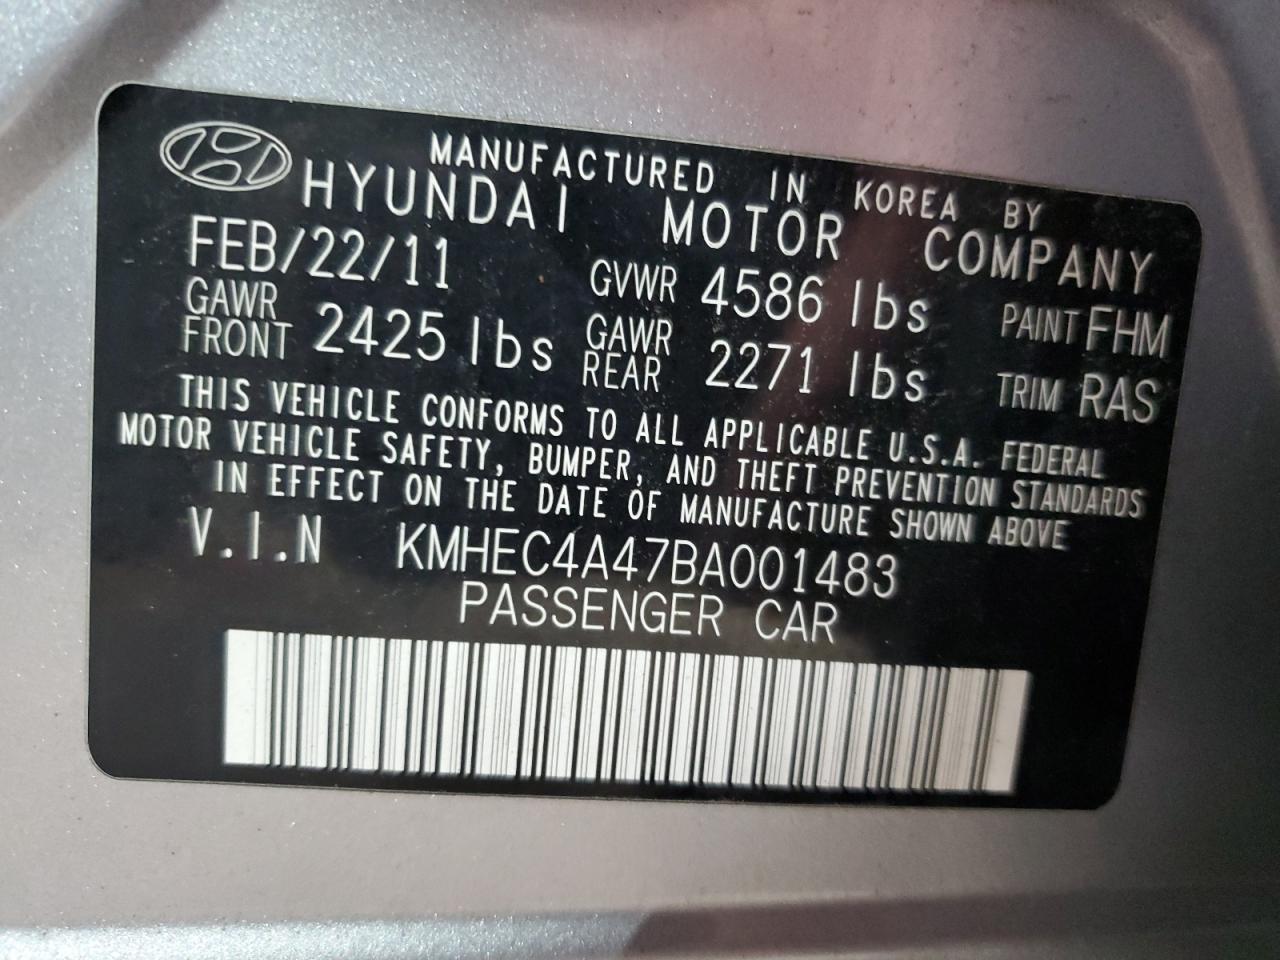 MANUFACTURED IN KOREA BY
HYUNDAI MOTOR COMPANY
FEB/22/11 GVWR 4586 lbs PAINT FHM
GAWR FRONT 2425 lbs GAWR REAR 2271 lbs TRIM RAS
THIS VEHICLE CONFORMS TO ALL APPLICABLE U.S.A. FEDERAL
MOTOR VEHICLE SAFETY, BUMPER, AND THEFT PREVENTION STANDARDS
IN EFFECT ON THE DATE OF MANUFACTURE SHOWN ABOVE
V.I.N KMHEC4A47BA001483
PASSENGER CAR